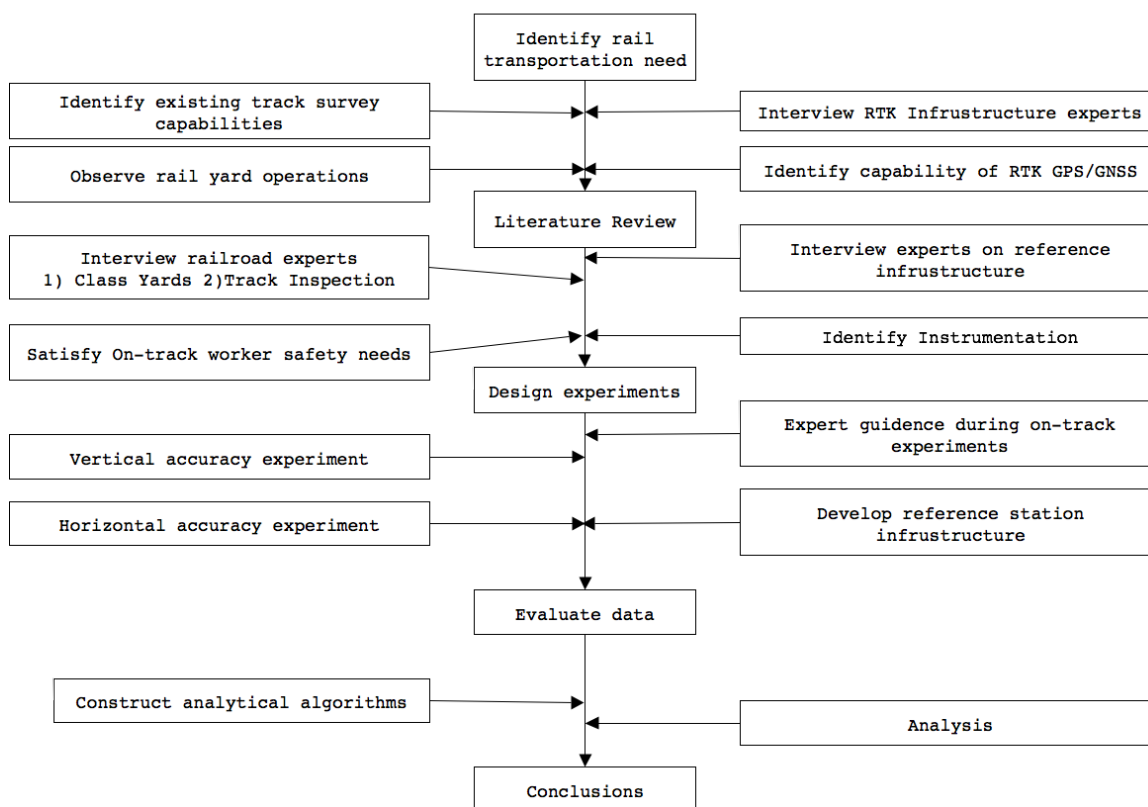 Identify rail
transportation need
Identify existing track survey
capabilities
Interview RTK Infrustructure experts
Observe rail yard operations
Identify capability of RTK GPS/GNSS
Literature Review
Interview railroad experts
1) Class Yards 2)Track Inspection
Interview experts on reference
infrustructure
Satisfy On-track worker safety needs
Identify Instrumentation
Design experiments
Expert guidance during on-track
experiments
Vertical accuracy experiment
Horizontal accuracy experiment
Develop reference station
infrustructure
Evaluate data
Construct analytical algorithms
Analysis
Conclusions